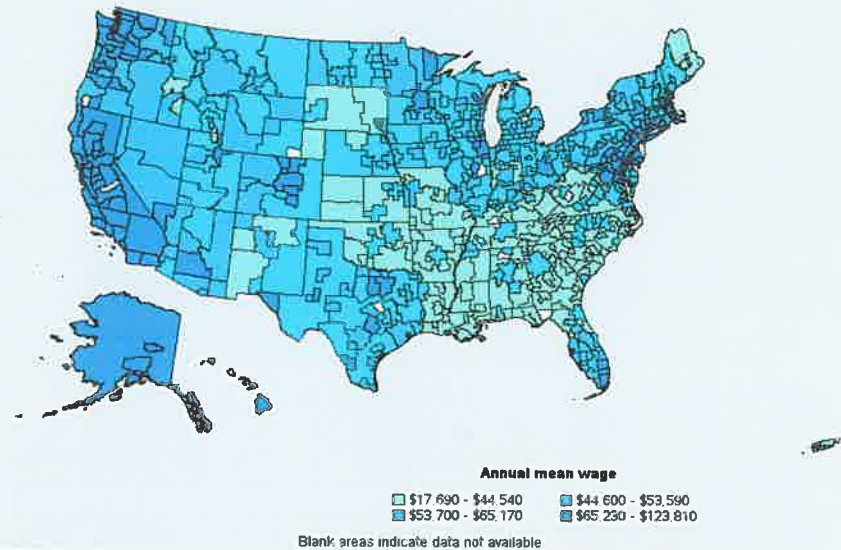 Annual mean wage
$17,690 - $44,540 $44,600 - $53,590
$53,700 - $65,170 $65,230 - $123,810
Blank areas indicate data not available